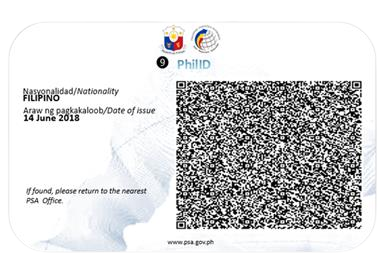 9 PhilID
Nasyonalidad/Nationality
FILIPINO
Araw ng pagkakaloob/Date of issue
14 June 2018
If found, please return to the nearest
PSA Office.
www.psa.gov.ph